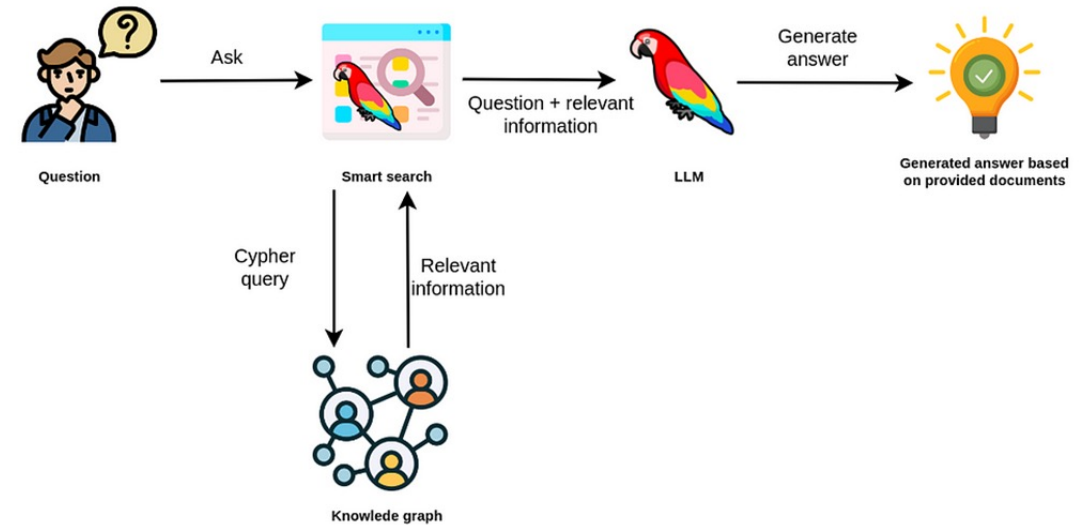 ?
Ask
Question + relevant
information
Generate
answer
Question
Smart search
LLM
Generated answer based
on provided documents
Cypher
query
Relevant
information
Knowlede graph